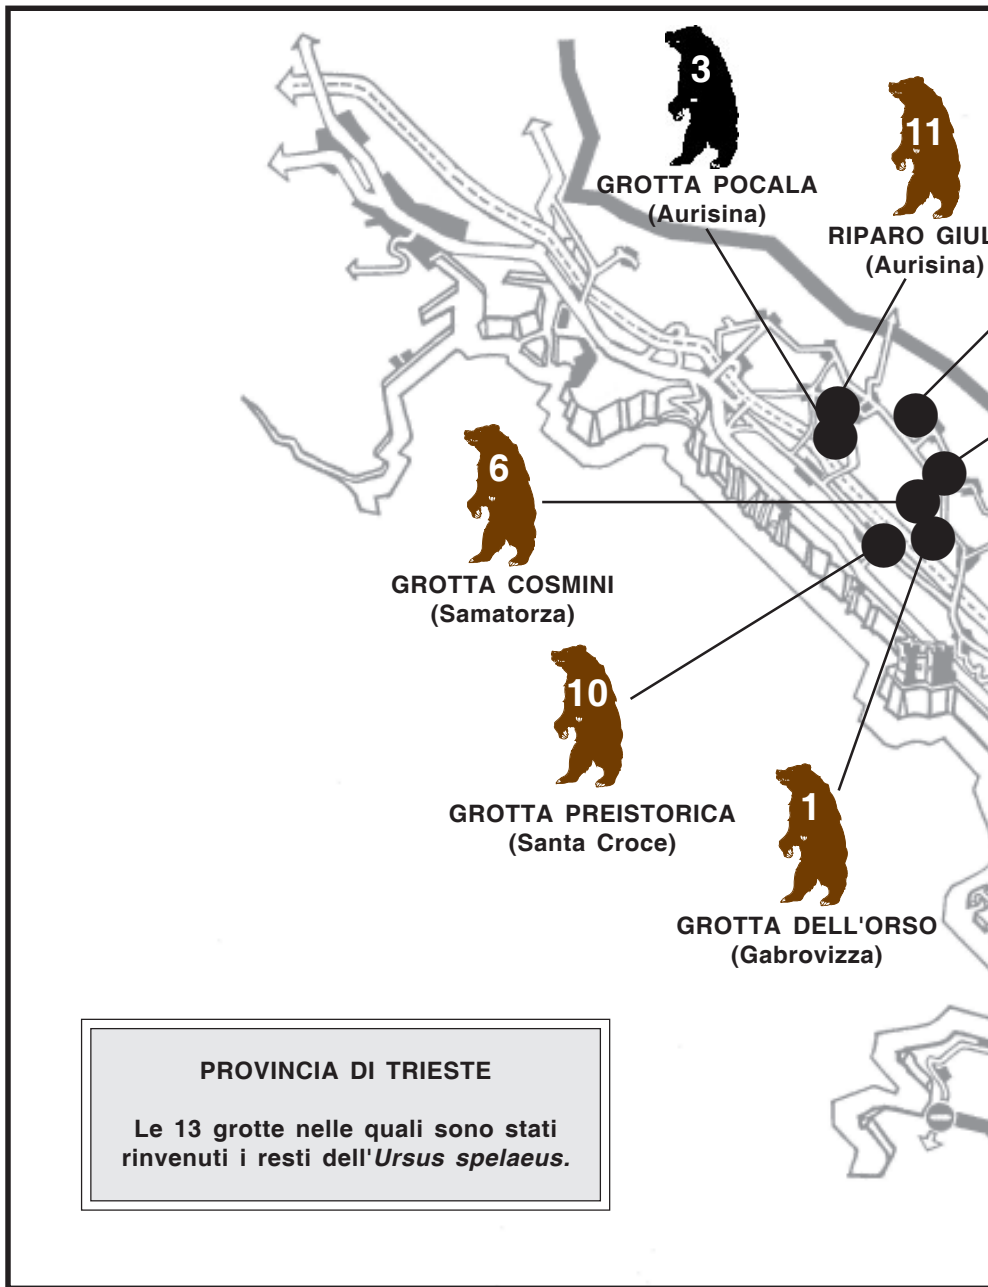 3
GROTTA POCALA
(Aurisina)
11
RIPARO GIUL
(Aurisina)
6
GROTTA COSMINI
(Samatorza)
10
GROTTA PREISTORICA
(Santa Croce)
1
GROTTA DELL'ORSO
(Gabrovizza)
PROVINCIA DI TRIESTE
Le 13 grotte nelle quali sono stati
rinvenuti i resti dell'Ursus spelaeus.